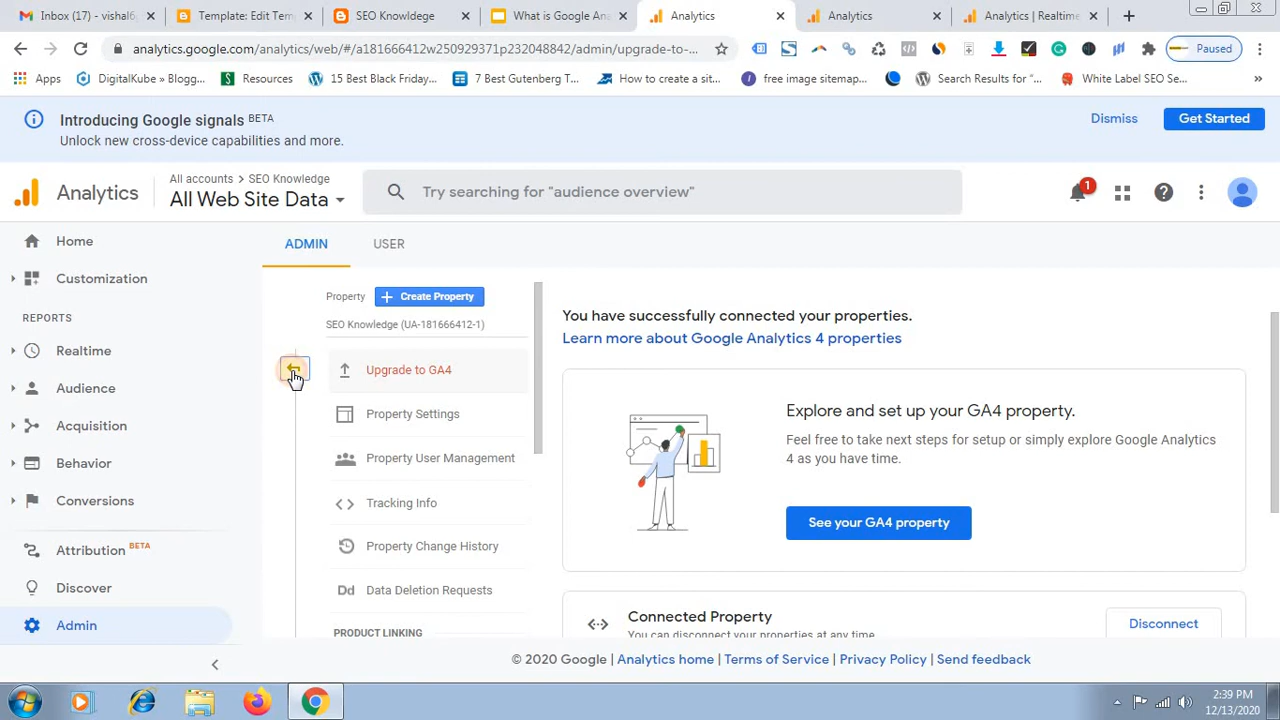 Inbox (17) - vishal6
Template: Edit Tem
SEO Knowldege
What is Google An
Analytics
Analytics
Analytics | Realtime
analytics.google.com/analytics/web/#/a181666412w250929371p232048842/admin/upgrade-to-...
Paused
Apps
DigitalKube » Blogg...
Resources
15 Best Black Friday...
7 Best Gutenberg T...
How to create a sit...
free image sitemap...
Search Results for "...
White Label SEO Se...
»
Introducing Google signals BETA
Unlock new cross-device capabilities and more.
Dismiss
Get Started
Analytics
All accounts > SEO Knowledge
All Web Site Data
Try searching for "audience overview"
1
Home
Customization
REPORTS
Realtime
Audience
Acquisition
Behavior
Conversions
Attribution BETA
Discover
Admin
ADMIN
USER
Property
+ Create Property
SEO Knowledge (UA-181666412-1)
Upgrade to GA4
Property Settings
Property User Management
Tracking Info
Property Change History
Dd Data Deletion Requests
PRODUCT LINKING
You have successfully connected your properties.
Learn more about Google Analytics 4 properties
Explore and set up your GA4 property.
Feel free to take next steps for setup or simply explore Google Analytics
4 as you have time.
See your GA4 property
Connected Property
You can disconnect your properties at any time.
Disconnect
© 2020 Google | Analytics home | Terms of Service | Privacy Policy | Send feedback
2:39 PM
12/13/2020